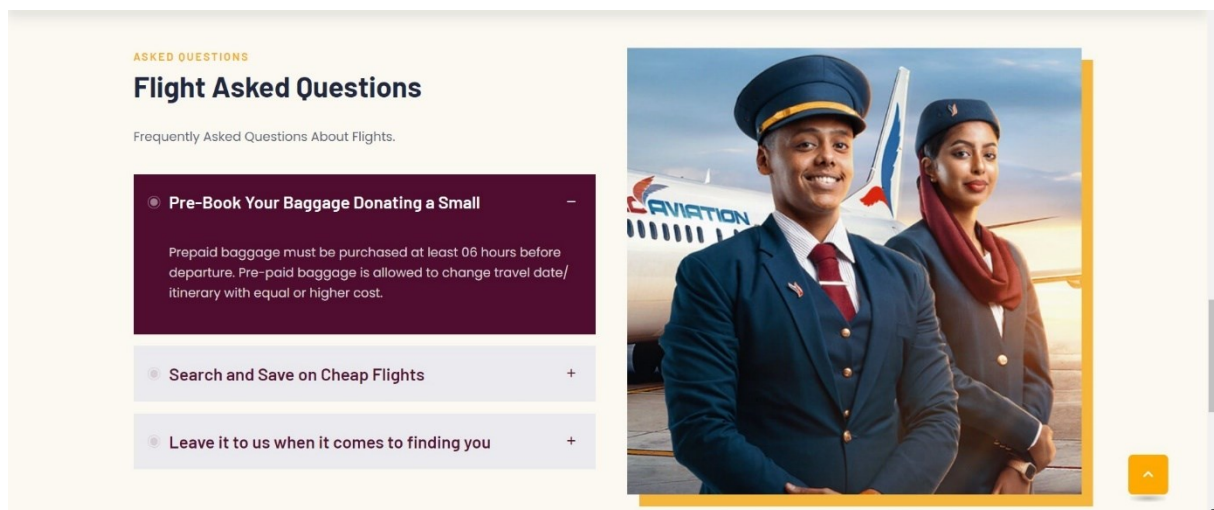 ASKED QUESTIONS
Flight Asked Questions
Frequently Asked Questions About Flights.
Pre-Book Your Baggage Donating a Small
Prepaid baggage must be purchased at least 06 hours before
departure. Pre-paid baggage is allowed to change travel date/
itinerary with equal or higher cost.
Search and Save on Cheap Flights
Leave it to us when it comes to finding you
AVIATION